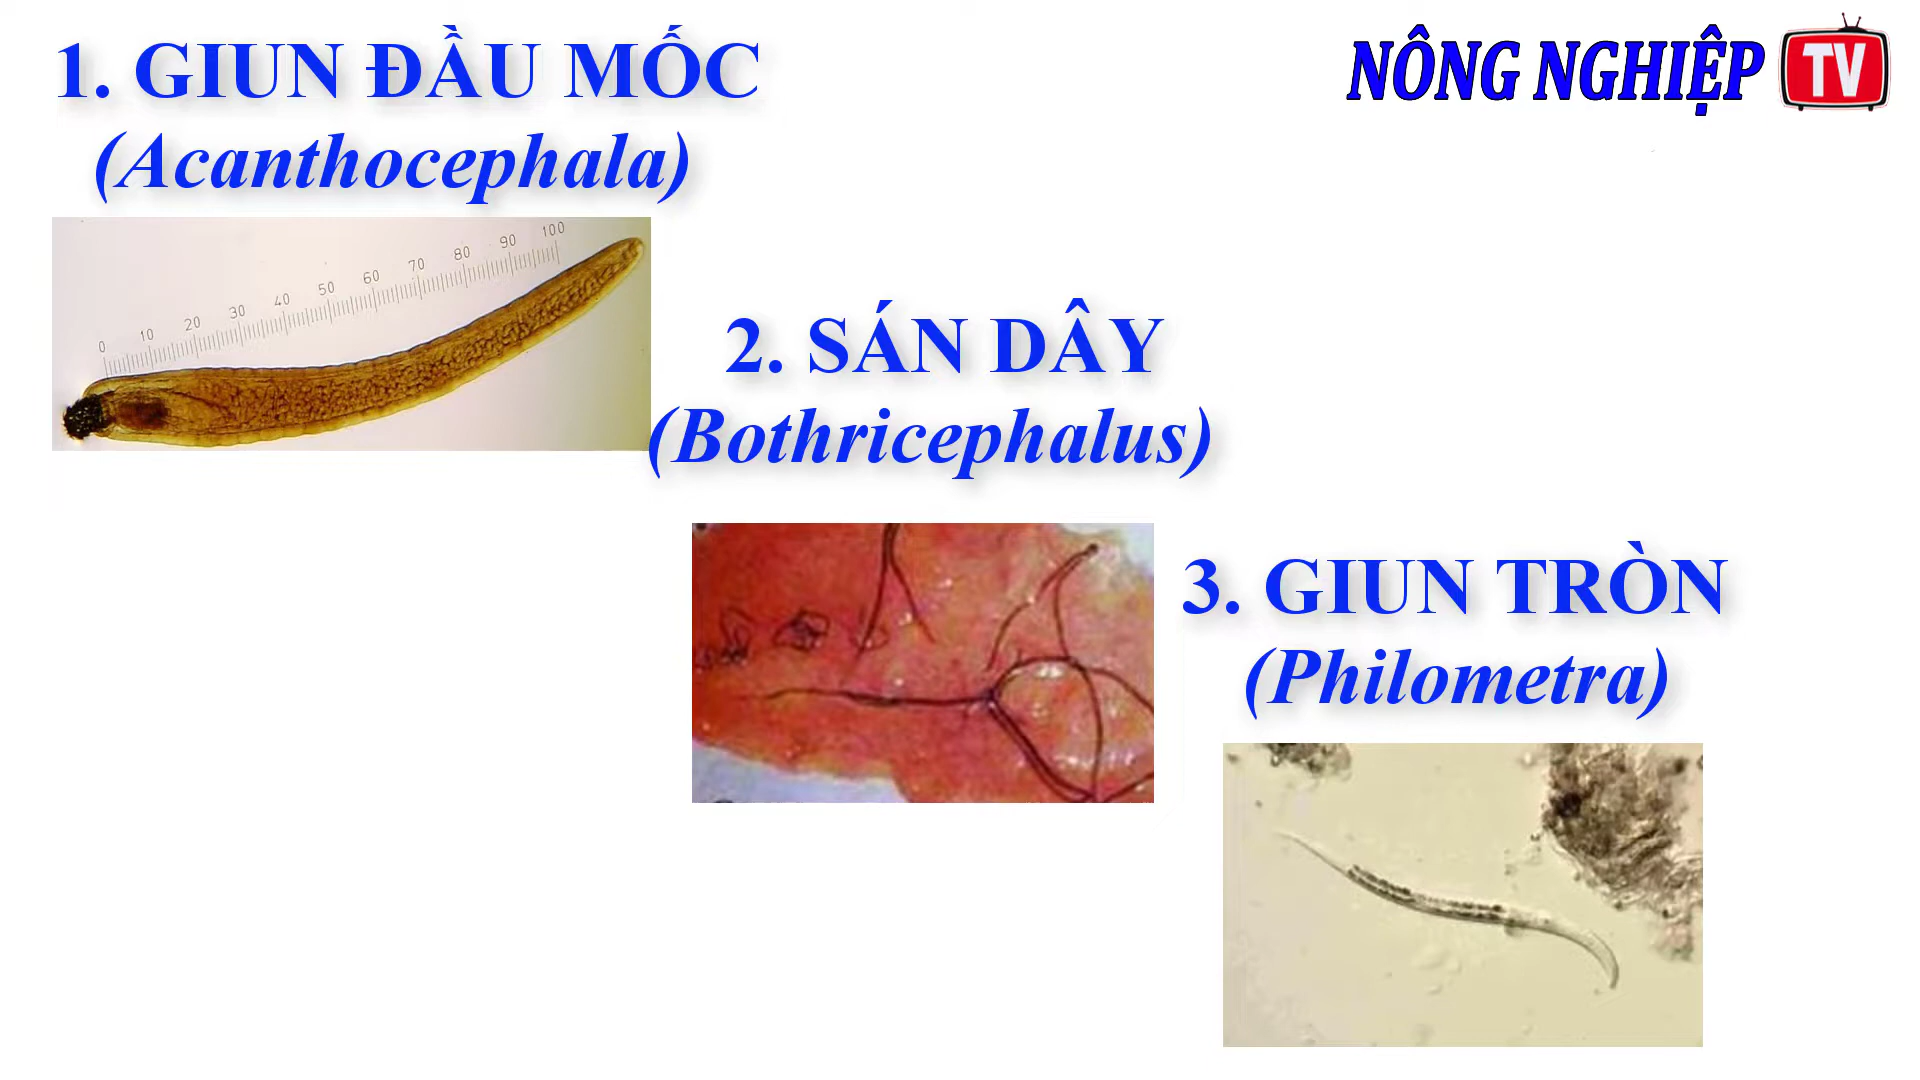 1. GIUN ĐẦU MỐC
(Acanthocephala)
NÔNG NGHIỆP TV
0 10 20 30 40 50 60 70 80 90 100
2. SÁN DÂY
(Bothricephalus)
3. GIUN TRÒN
(Philometra)